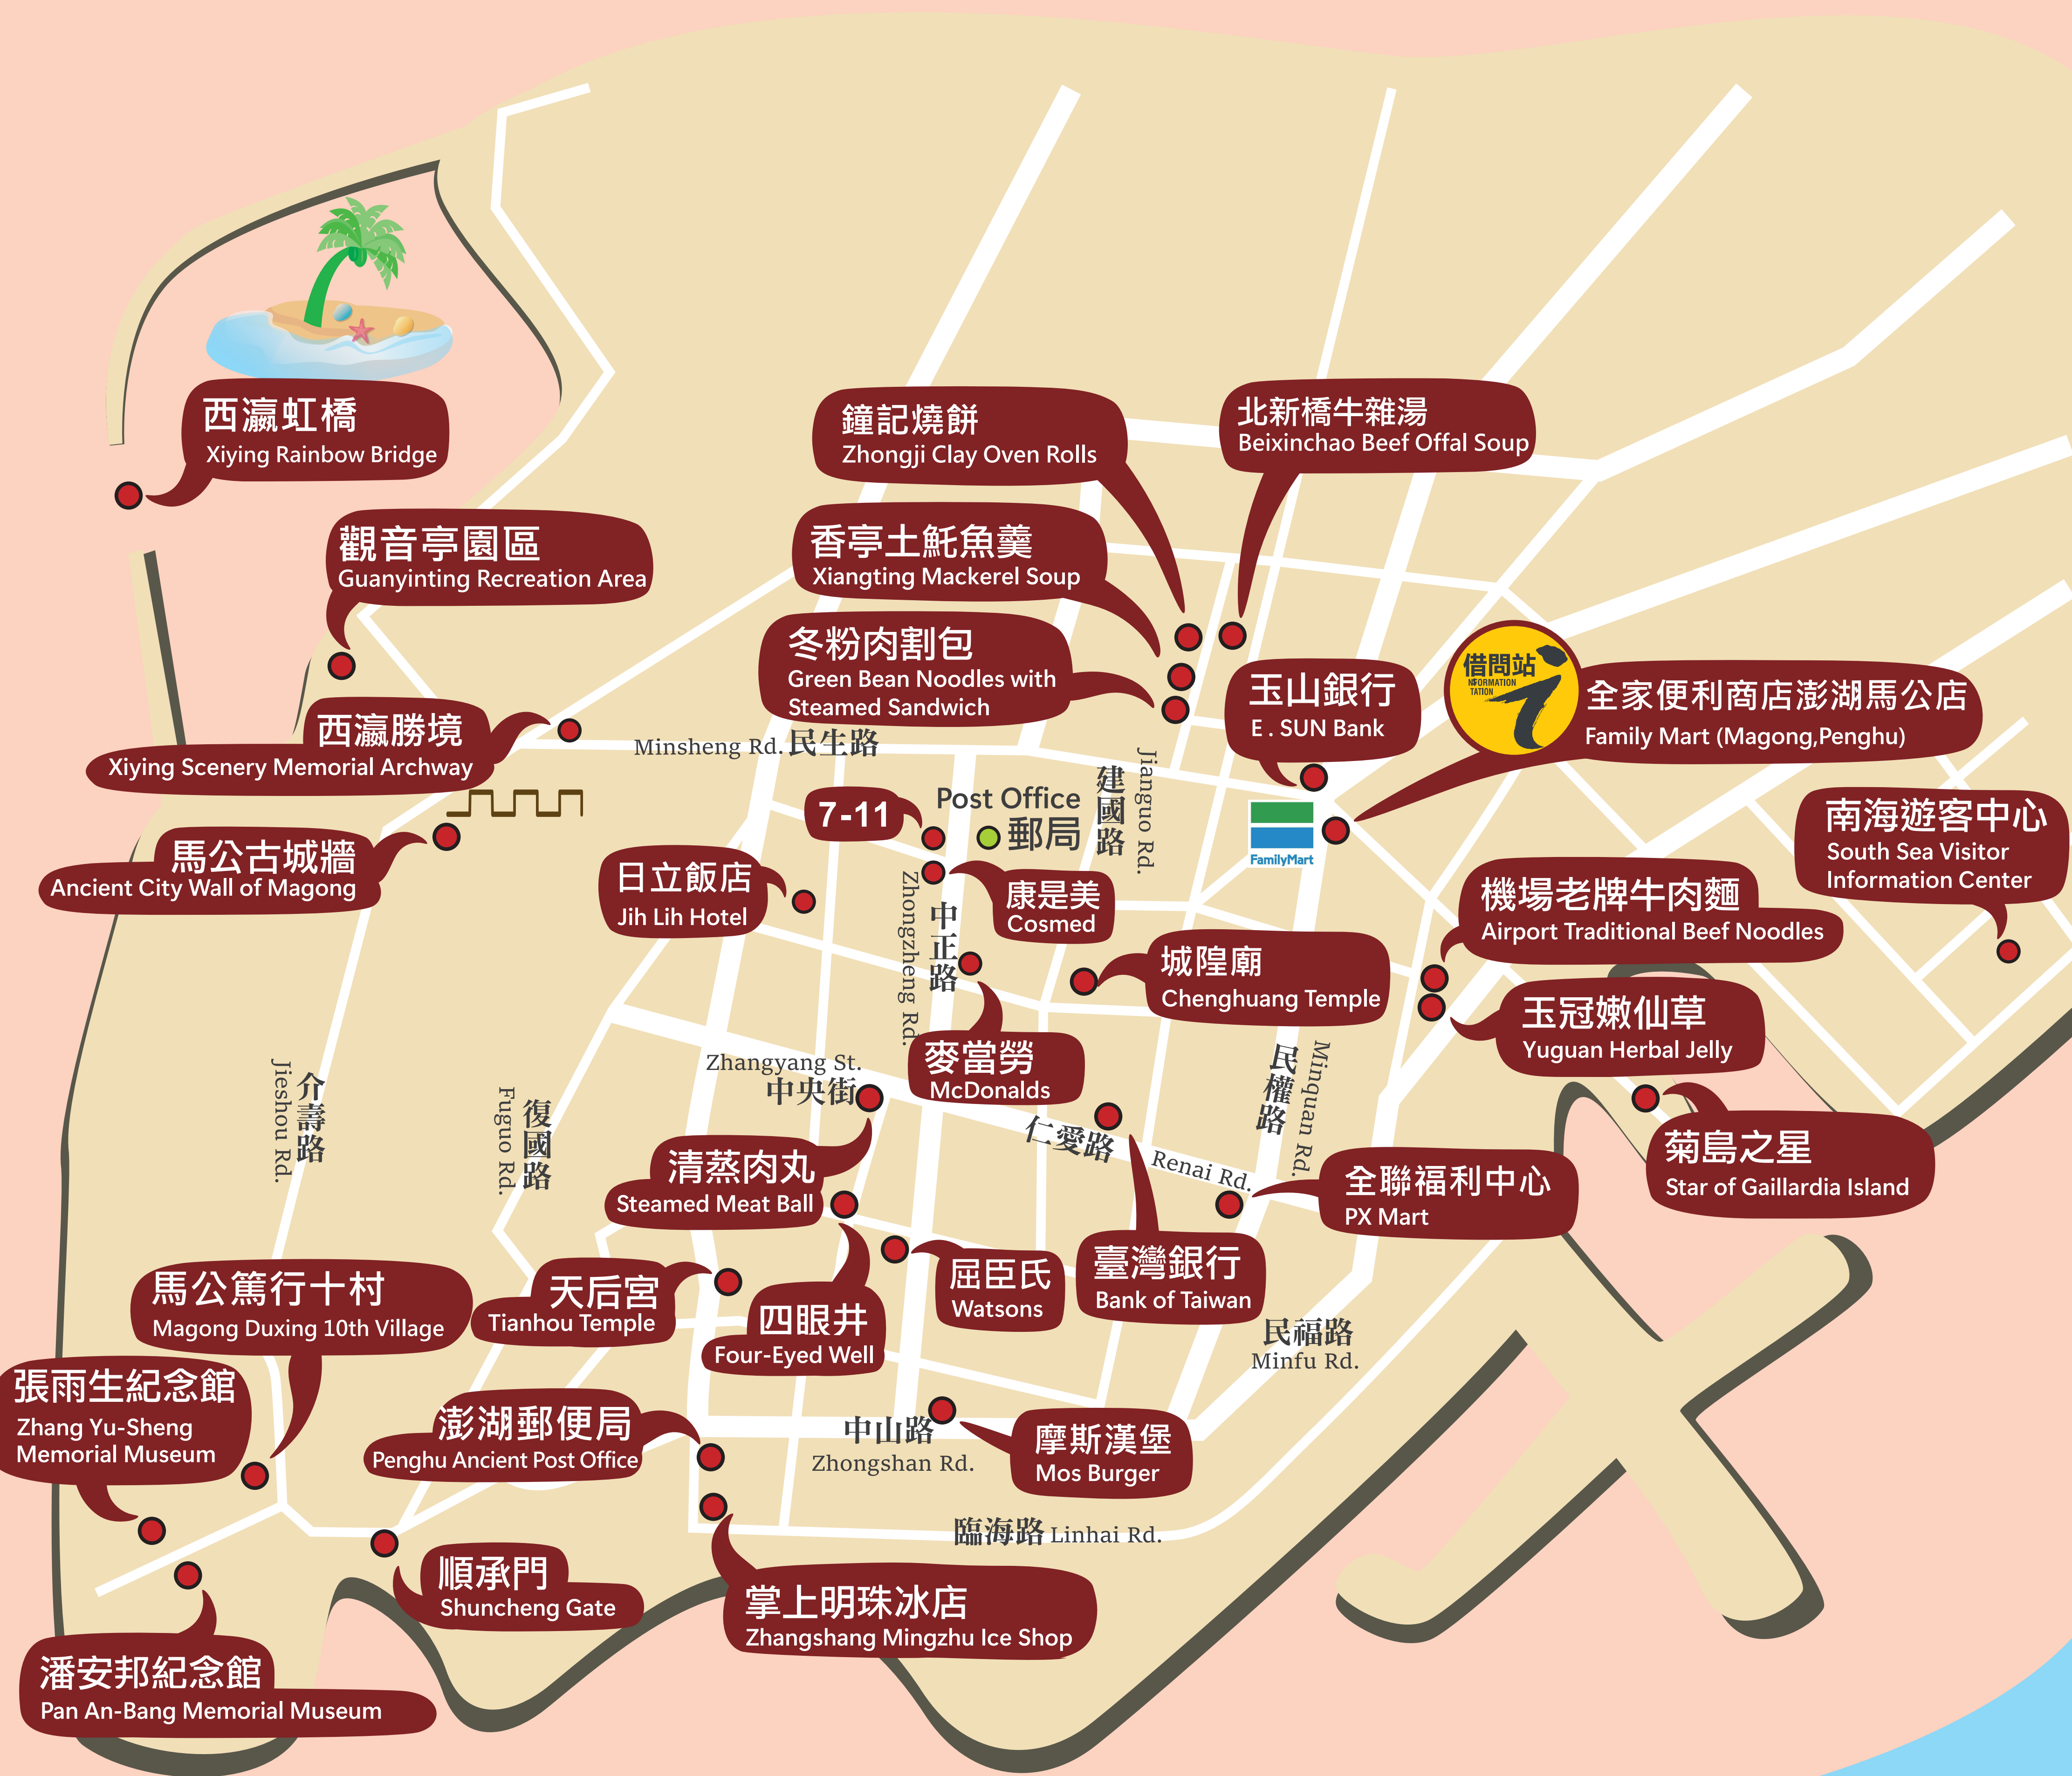 西瀛虹橋
Xiying Rainbow Bridge
鐘記燒餅
Zhongji Clay Oven Rolls
北新橋牛雜湯
Beixinchao Beef Offal Soup
觀音亭園區
Guanyinting Recreation Area
香亭土魠魚羹
Xiangting Mackerel Soup
冬粉肉割包
Green Bean Noodles with
Steamed Sandwich
玉山銀行
E . SUN Bank
借問站
INFORMATION
STATION
全家便利商店澎湖馬公店
Family Mart (Magong,Penghu)
西瀛勝境
Xiying Scenery Memorial Archway
Minsheng Rd. 民生路
建國路
Jianguo Rd.
7-11
Post Office
郵局
FamilyMart
南海遊客中心
South Sea Visitor
Information Center
馬公古城牆
Ancient City Wall of Magong
日立飯店
Jih Lih Hotel
康是美
Cosmed
中正路
Zhongzheng Rd.
機場老牌牛肉麵
Airport Traditional Beef Noodles
城隍廟
Chenghuang Temple
玉冠嫩仙草
Yuguan Herbal Jelly
麥當勞
McDonalds
Zhangyang St.
中央街
介壽路
Jieshou Rd.
復國路
Fuguo Rd.
民權路
Minquan Rd.
仁愛路
Renai Rd.
菊島之星
Star of Gaillardia Island
清蒸肉丸
Steamed Meat Ball
全聯福利中心
PX Mart
馬公篤行十村
Magong Duxing 10th Village
天后宮
Tianhou Temple
四眼井
Four-Eyed Well
屈臣氏
Watsons
臺灣銀行
Bank of Taiwan
民福路
Minfu Rd.
張雨生紀念館
Zhang Yu-Sheng
Memorial Museum
澎湖郵便局
Penghu Ancient Post Office
中山路
Zhongshan Rd.
摩斯漢堡
Mos Burger
臨海路 Linhai Rd.
順承門
Shuncheng Gate
掌上明珠冰店
Zhangshang Mingzhu Ice Shop
潘安邦紀念館
Pan An-Bang Memorial Museum